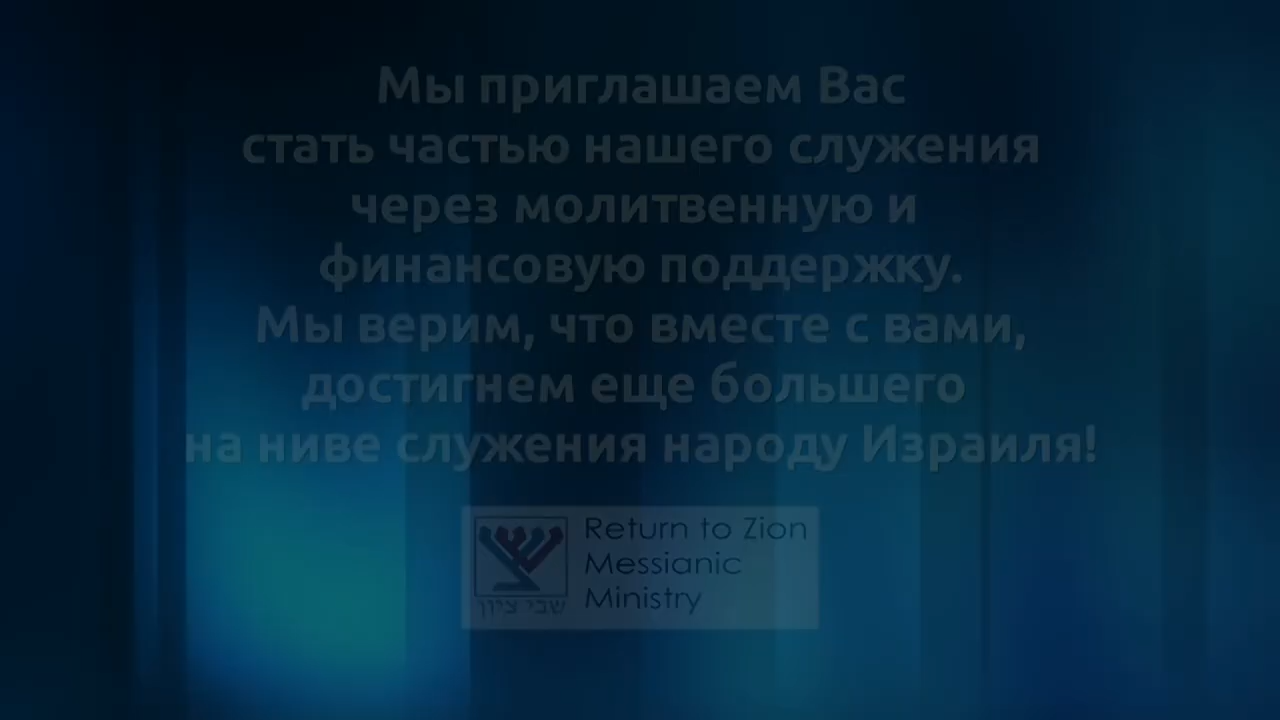 Мы приглашаем Вас
стать частью нашего служения
через молитвенную и
финансовую поддержку.
Мы верим, что вместе с вами,
достигнем еще большего
на ниве служения народу Израиля!
Return to Zion
Messianic
Ministry
שבי ציון